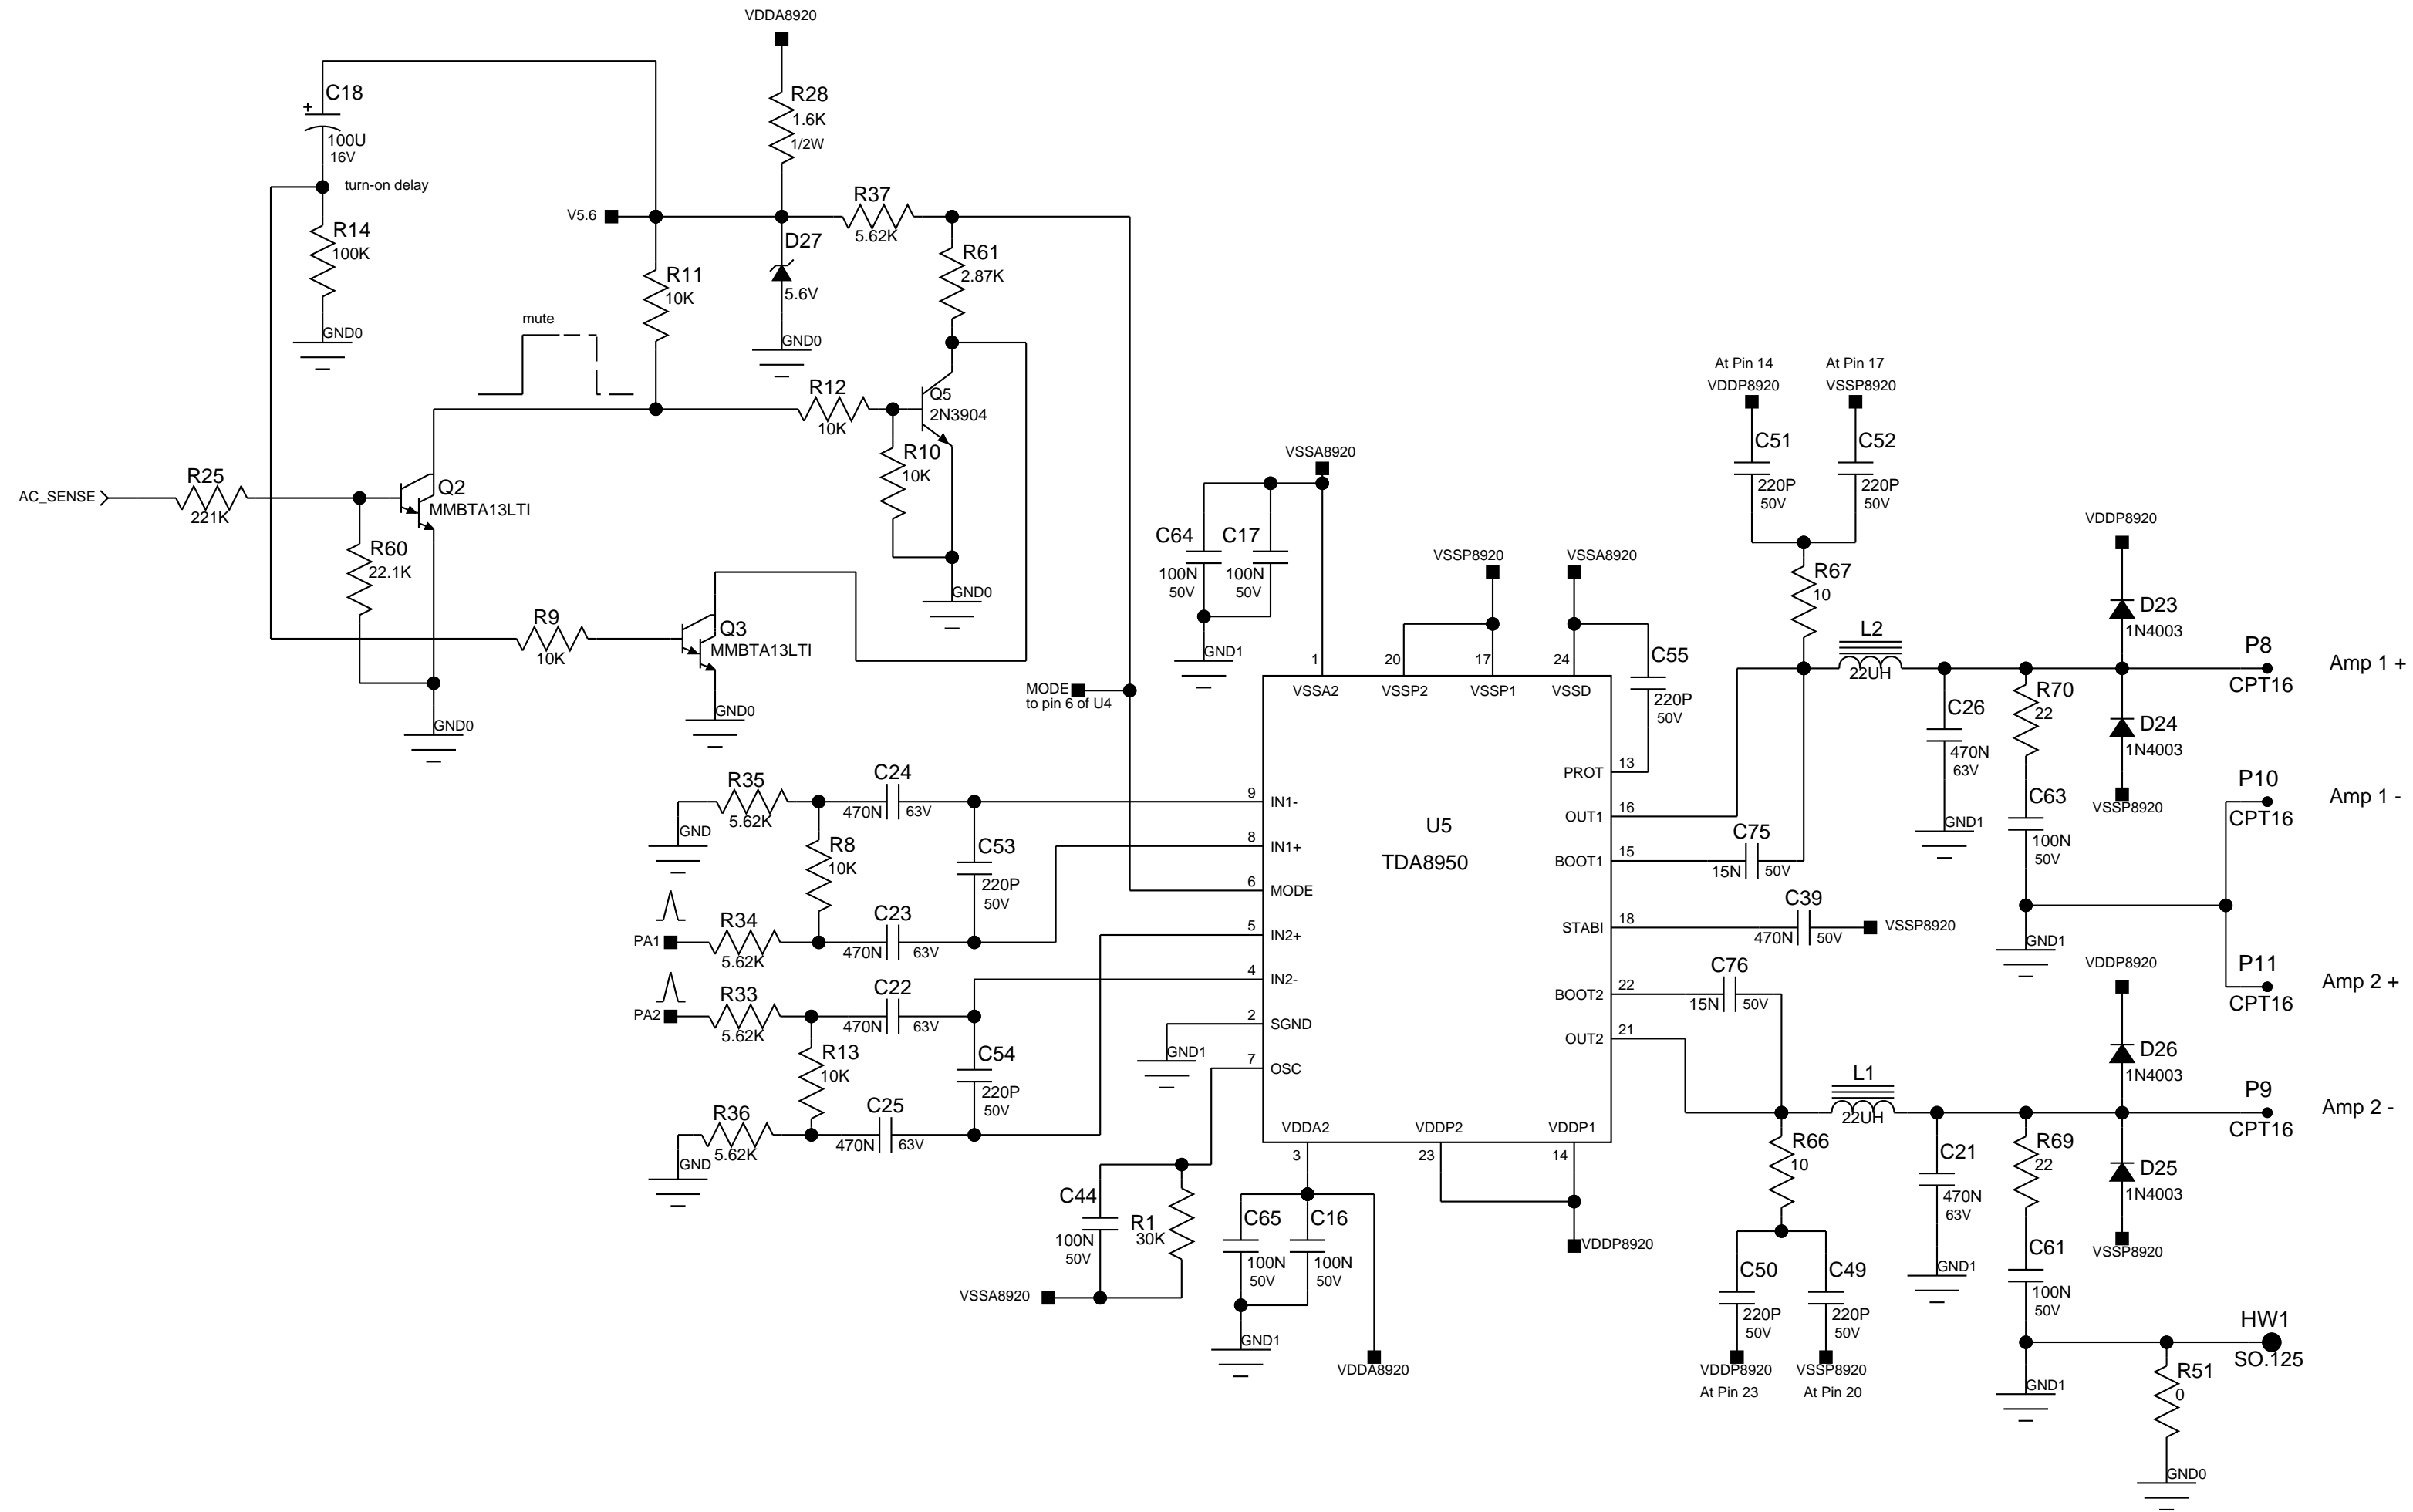 VDDA8920
C18
+
100U
16V
turn-on delay
R28
1.6K
1/2W
R14
100K
GND0
V5.6
R37
5.62K
D27
5.6V
GND0
R61
2.87K
R11
10K
mute
R12
10K
Q5
2N3904
R10
10K
GND0
AC_SENSE
R25
221K
Q2
MMBTA13LTI
R60
22.1K
GND0
R9
10K
Q3
MMBTA13LTI
GND0
MODE
to pin 6 of U4
VSSA8920
C64
100N
50V
C17
100N
50V
GND1
VSSP8920
VSSA8920
1
20
17
24
VSSA2
VSSP2
VSSP1
VSSD
C55
220P
50V
At Pin 14
VDDP8920
At Pin 17
VSSP8920
C51
220P
50V
C52
220P
50V
R67
10
L2
22UH
VDDP8920
D23
1N4003
P8
CPT16
Amp 1 +
C26
470N
63V
GND1
R70
22
D24
1N4003
VSSP8920
C63
100N
50V
GND1
P10
CPT16
Amp 1 -
P11
CPT16
Amp 2 +
R35
5.62K
GND
C24
470N
63V
R8
10K
C53
220P
50V
PA1
R34
5.62K
C23
470N
63V
PA2
R33
5.62K
C22
470N
63V
R13
10K
C54
220P
50V
R36
5.62K
GND
C25
470N
63V
9
IN1-
8
IN1+
6
MODE
5
IN2+
4
IN2-
2
SGND
GND1
7
OSC
U5
TDA8950
PROT
13
OUT1
16
BOOT1
15
STABI
18
BOOT2
22
OUT2
21
C75
15N
50V
C39
470N
50V
VSSP8920
C76
15N
50V
VDDA2
VDDP2
VDDP1
3
23
14
C44
100N
50V
R1
30K
VSSA8920
C65
100N
50V
C16
100N
50V
GND1
VDDA8920
VDDP8920
L1
22UH
R66
10
C50
220P
50V
C49
220P
50V
VDDP8920
At Pin 23
VSSP8920
At Pin 20
VDDP8920
D26
1N4003
P9
CPT16
Amp 2 -
C21
470N
63V
GND1
R69
22
D25
1N4003
VSSP8920
C61
100N
50V
GND1
HW1
SO.125
R51
0
GND0